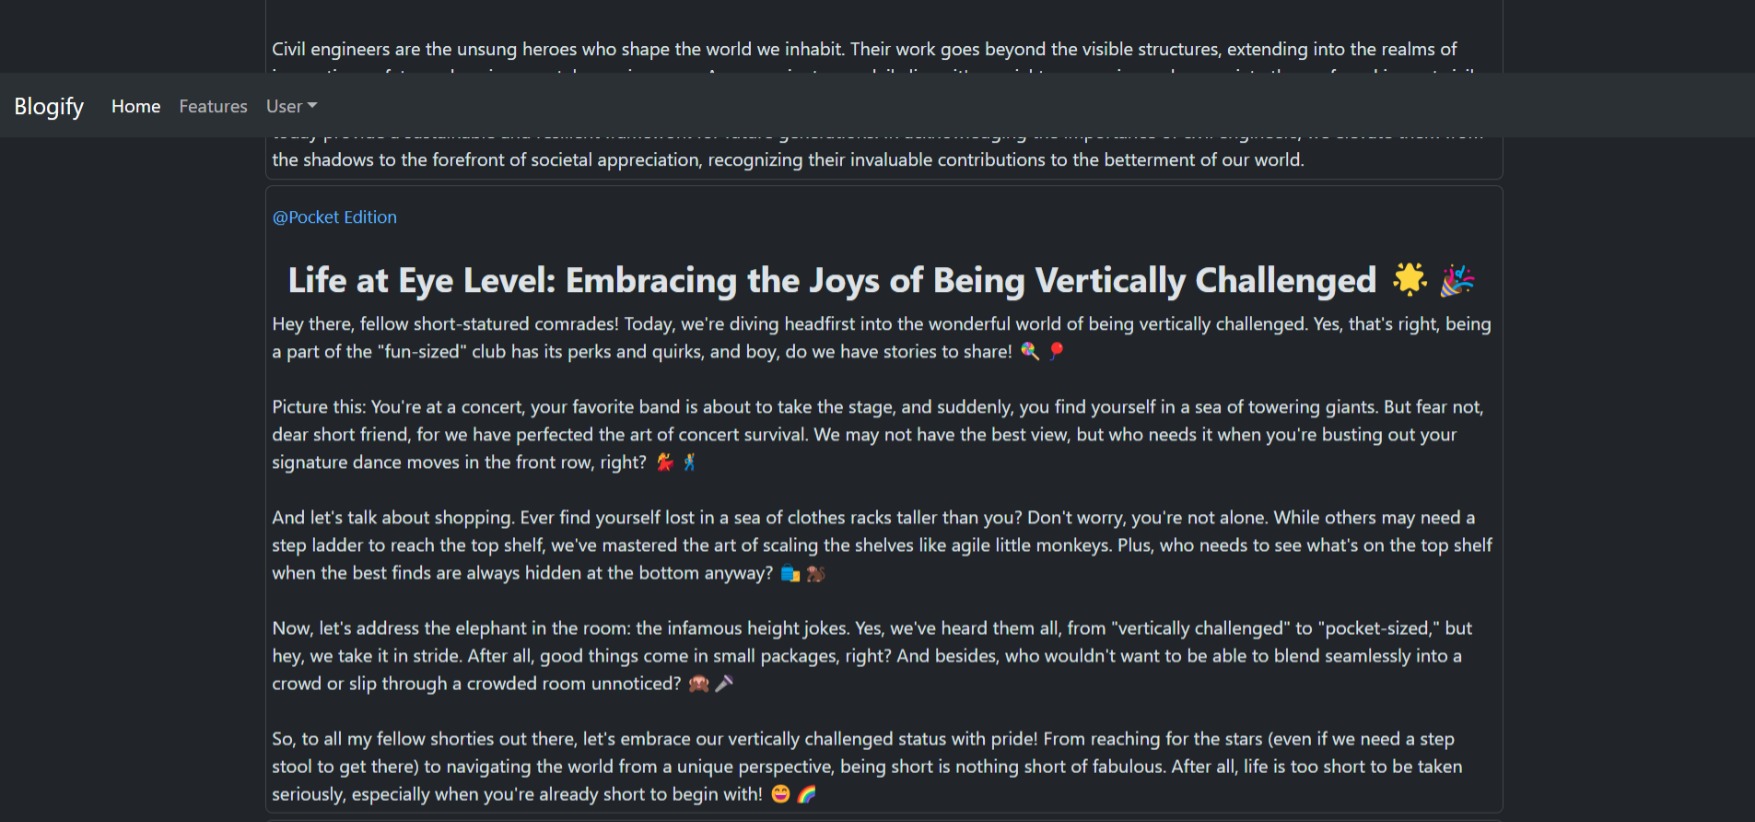 Civil engineers are the unsung heroes who shape the world we inhabit. Their work goes beyond the visible structures, extending into the realms of
Blogify Home Features User
the shadows to the forefront of societal appreciation, recognizing their invaluable contributions to the betterment of our world.
@Pocket Edition
Life at Eye Level: Embracing the Joys of Being Vertically Challenged 🌟 🎉
Hey there, fellow short-statured comrades! Today, we're diving headfirst into the wonderful world of being vertically challenged. Yes, that's right, being
a part of the "fun-sized" club has its perks and quirks, and boy, do we have stories to share! 🍭 🎈
Picture this: You're at a concert, your favorite band is about to take the stage, and suddenly, you find yourself in a sea of towering giants. But fear not,
dear short friend, for we have perfected the art of concert survival. We may not have the best view, but who needs it when you're busting out your
signature dance moves in the front row, right? 💃 🕺
And let's talk about shopping. Ever find yourself lost in a sea of clothes racks taller than you? Don't worry, you're not alone. While others may need a
step ladder to reach the top shelf, we've mastered the art of scaling the shelves like agile little monkeys. Plus, who needs to see what's on the top shelf
when the best finds are always hidden at the bottom anyway? 🛍️ 🐒
Now, let's address the elephant in the room: the infamous height jokes. Yes, we've heard them all, from "vertically challenged" to "pocket-sized," but
hey, we take it in stride. After all, good things come in small packages, right? And besides, who wouldn't want to be able to blend seamlessly into a
crowd or slip through a crowded room unnoticed? 🙈 🎤
So, to all my fellow shorties out there, let's embrace our vertically challenged status with pride! From reaching for the stars (even if we need a step
stool to get there) to navigating the world from a unique perspective, being short is nothing short of fabulous. After all, life is too short to be taken
seriously, especially when you're already short to begin with! 😄 🌈